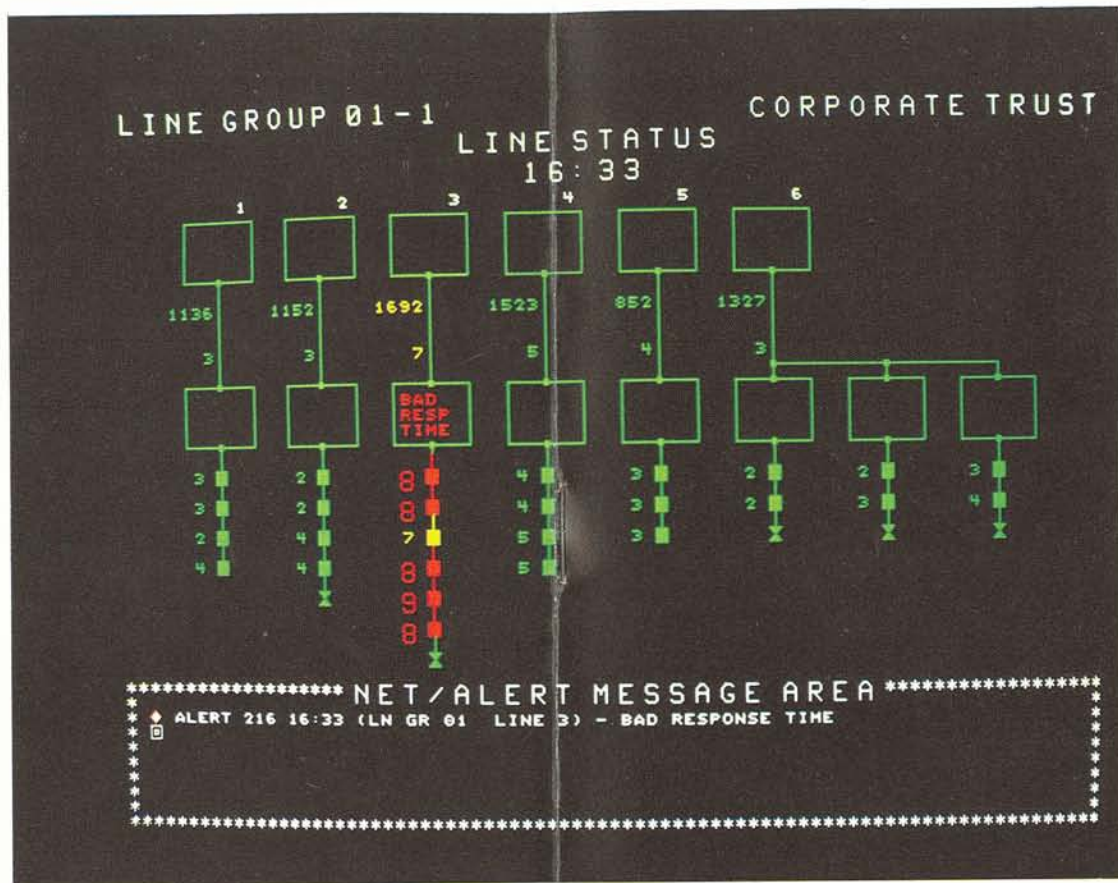 LINE GROUP 01-1
CORPORATE TRUST
LINE STATUS
16:33
1 2 3 4 5 6
1136 1152 1692 1523 852 1327
3 3 7 5 4 3
BAD
RESP
TIME
3 2 8 4 3 2 2 3
3 2 8 4 3 2 3 4
2 4 7 5 3
4 4 8 5
9
8
NET/ALERT MESSAGE AREA
ALERT 216 16:33 (LN GR 01 LINE 3) - BAD RESPONSE TIME